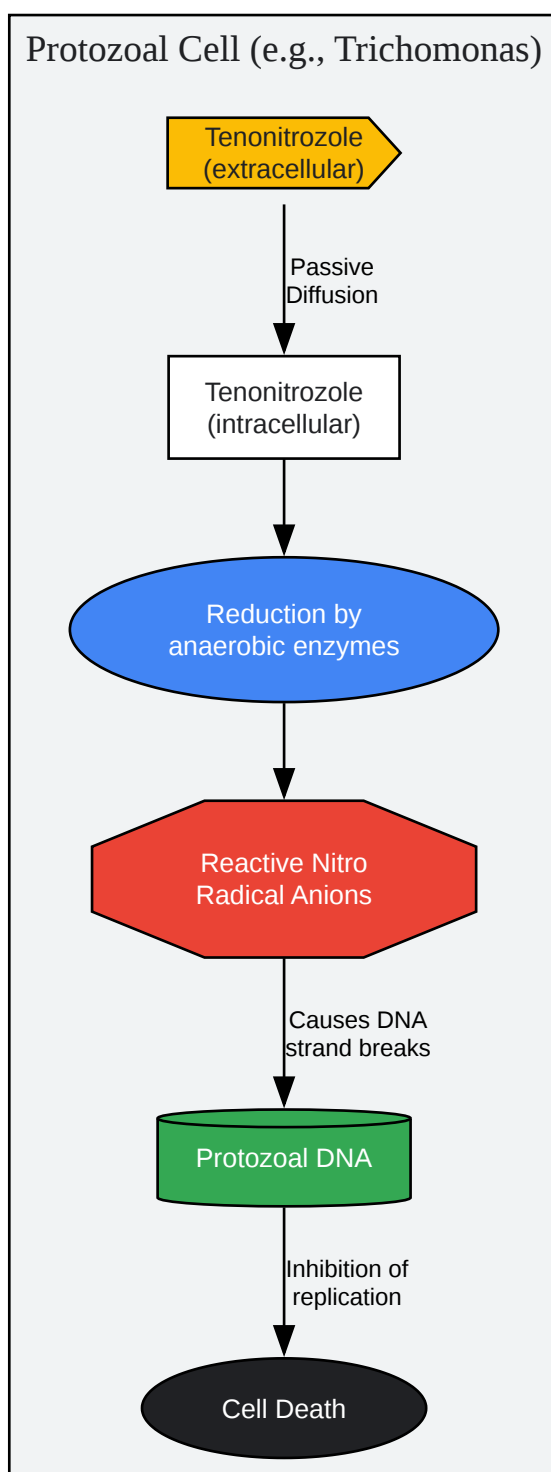 Protozoal Cell (e.g., Trichomonas)
Tenonitrozole
(extracellular)
Passive
Diffusion
Tenonitrozole
(intracellular)
Reduction by
anaerobic enzymes
Reactive Nitro
Radical Anions
Causes DNA
strand breaks
Protozoal DNA
Inhibition of
replication
Cell Death